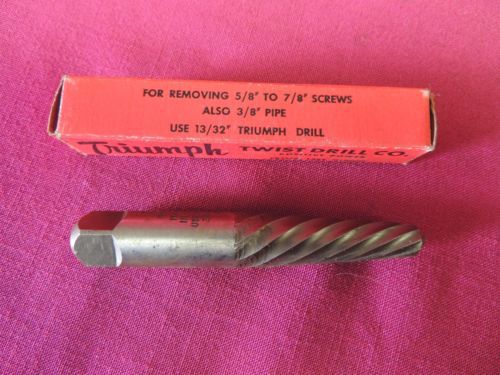 FOR REMOVING 5/8" TO 7/8" SCREWS
ALSO 3/8" PIPE
USE 13/32" TRIUMPH DRILL
Triumph TWIST DRILL CO.